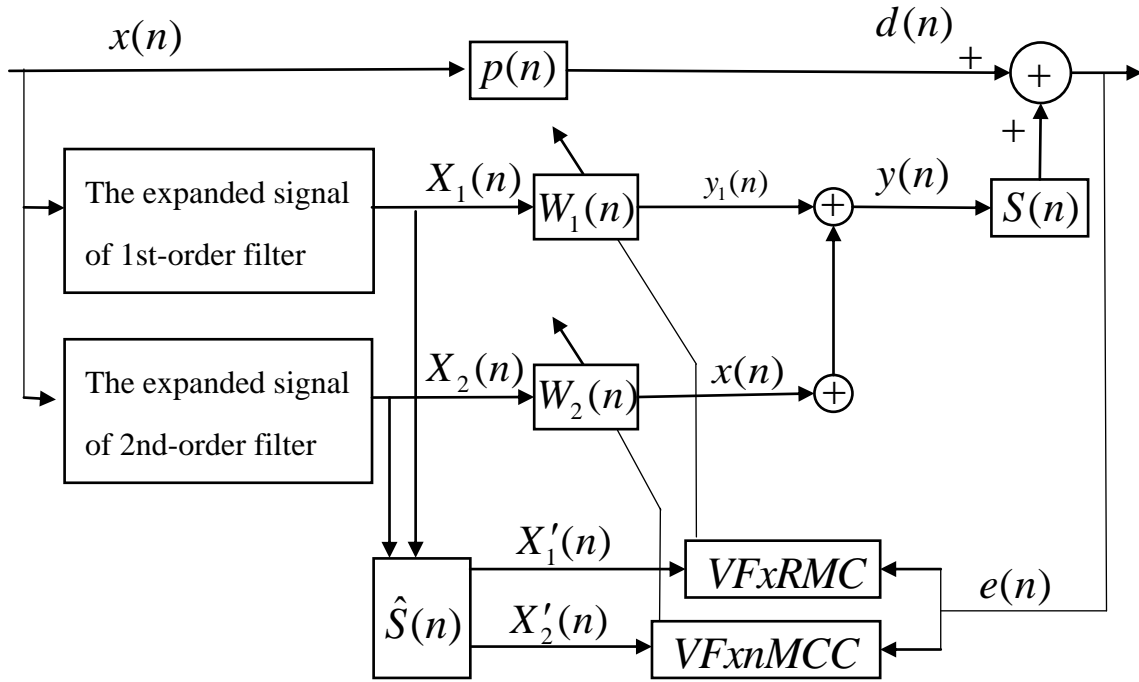 x(n)
p(n)
d(n)
+
+
+
The expanded signal
of 1st-order filter
X₁(n)
W₁(n)
y₁(n)
+
y(n)
S(n)
The expanded signal
of 2nd-order filter
X₂(n)
W₂(n)
x(n)
+
Ŝ(n)
X₁′(n)
X₂′(n)
VFxRMC
VFxnMCC
e(n)